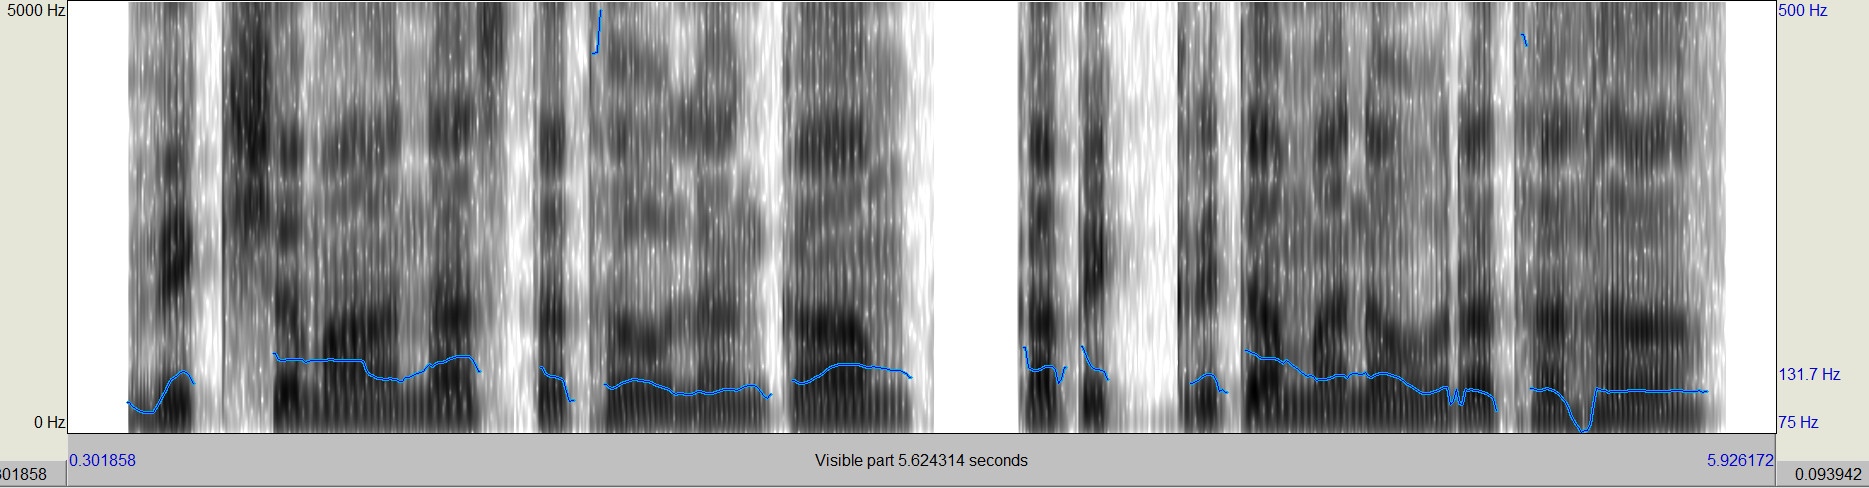 5000 Hz
500 Hz
131.7 Hz
0 Hz
75 Hz
0.301858
Visible part 5.624314 seconds
5.926172
01858
0.093942